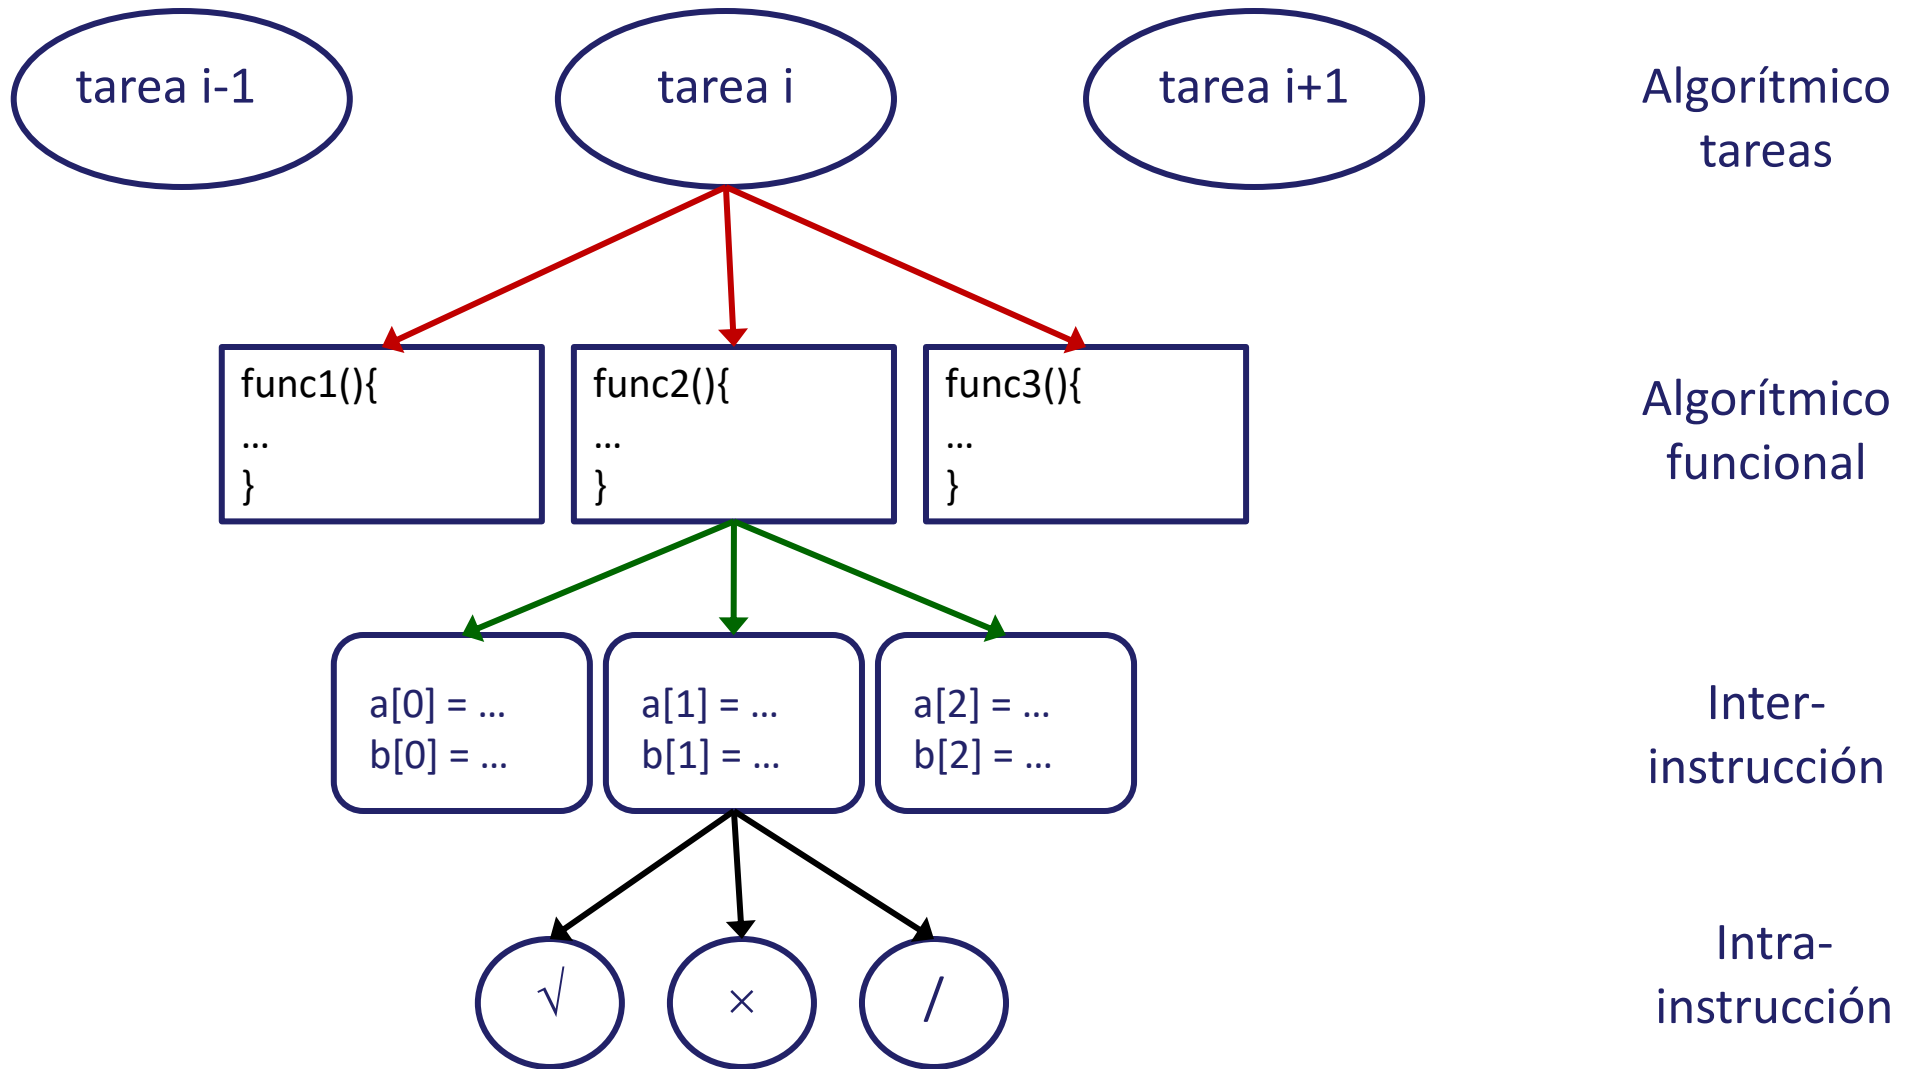 tarea i-1
tarea i
tarea i+1
Algorítmico
tareas
func1(){
...
}
func2(){
...
}
func3(){
...
}
Algorítmico
funcional
a[0] = ...
b[0] = ...
a[1] = ...
b[1] = ...
a[2] = ...
b[2] = ...
Inter-
instrucción
√
×
/
Intra-
instrucción